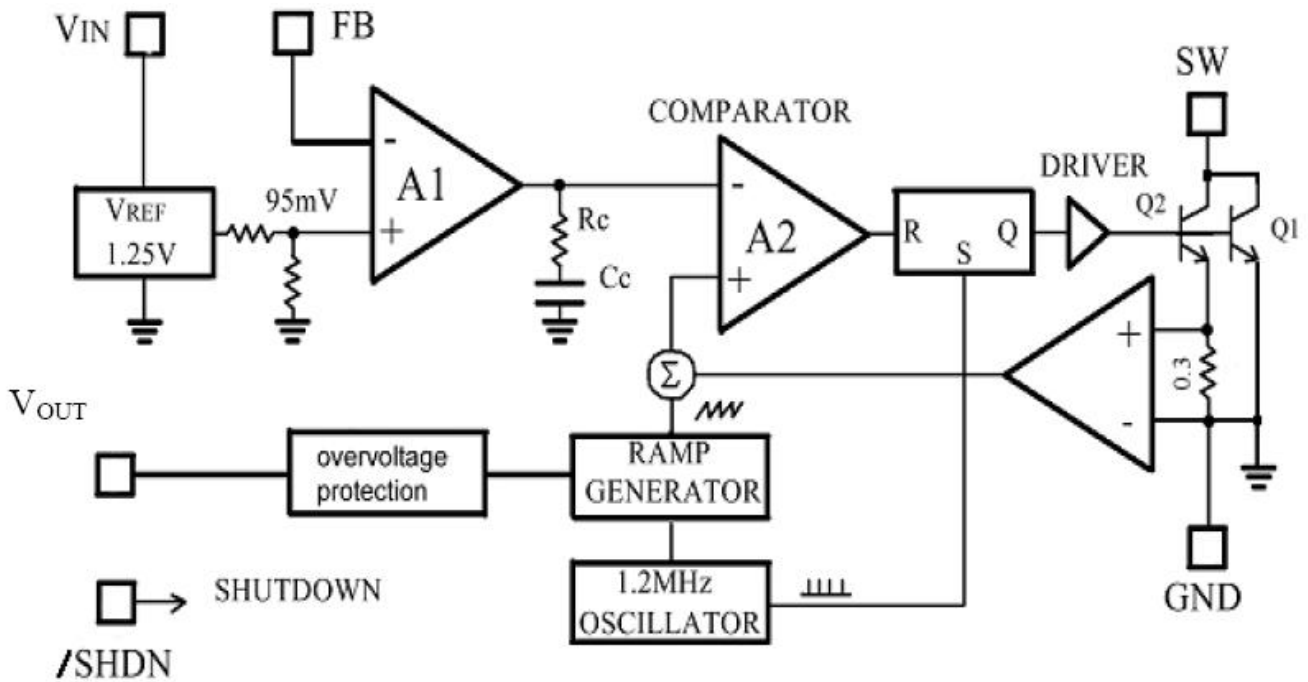 VIN
FB
SW
COMPARATOR
DRIVER
VREF
1.25V
95mV
-
A1
+
Rc
Cc
-
A2
+
R
S
Q
Q2
Q1
+
0.3
-
Σ
VOUT
overvoltage
protection
RAMP
GENERATOR
1.2MHz
OSCILLATOR
SHUTDOWN
/SHDN
GND